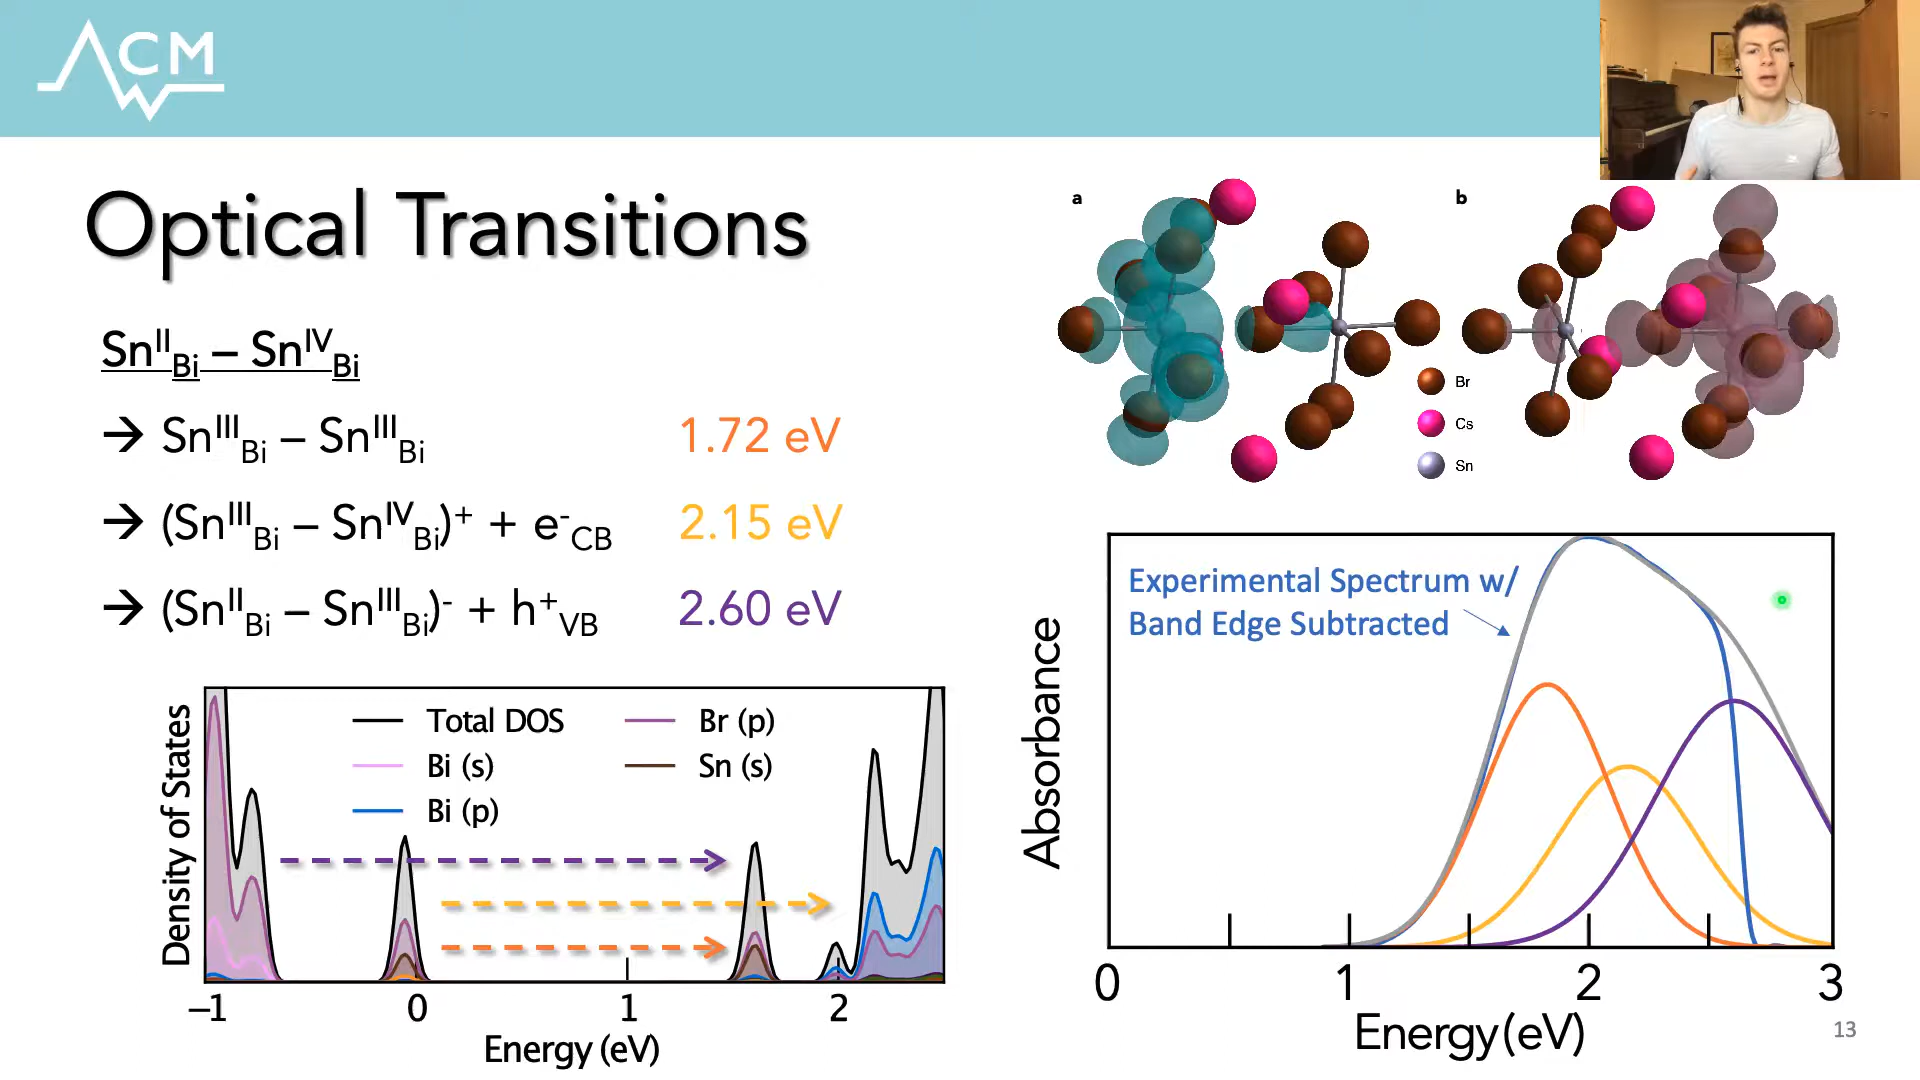 ACMW
Optical Transitions
Sn^II_Bi – Sn^IV_Bi
→ Sn^III_Bi – Sn^III_Bi 1.72 eV
→ (Sn^III_Bi – Sn^IV_Bi)^+ + e^-_CB 2.15 eV
→ (Sn^II_Bi – Sn^III_Bi)^- + h^+_VB 2.60 eV
Density of States
Total DOS
Bi (s)
Bi (p)
Br (p)
Sn (s)
–1 0 1 2
Energy (eV)
a
b
Br
Cs
Sn
Experimental Spectrum w/
Band Edge Subtracted
Absorbance
0 1 2 3
Energy (eV)
13